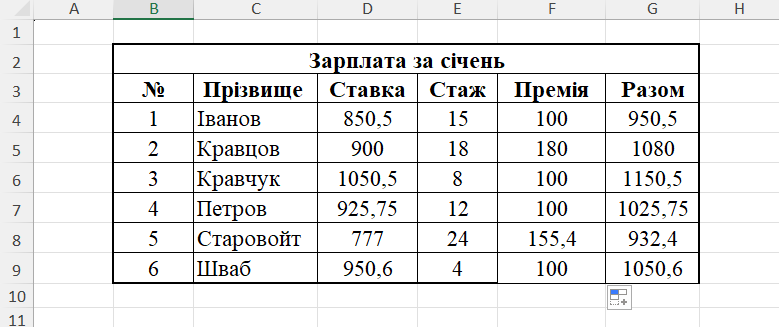 A B C D E F G H
1
2 Зарплата за січень
3 № Прізвище Ставка Стаж Премія Разом
4 1 Іванов 850,5 15 100 950,5
5 2 Кравцов 900 18 180 1080
6 3 Кравчук 1050,5 8 100 1150,5
7 4 Петров 925,75 12 100 1025,75
8 5 Старовойт 777 24 155,4 932,4
9 6 Шваб 950,6 4 100 1050,6
10
11